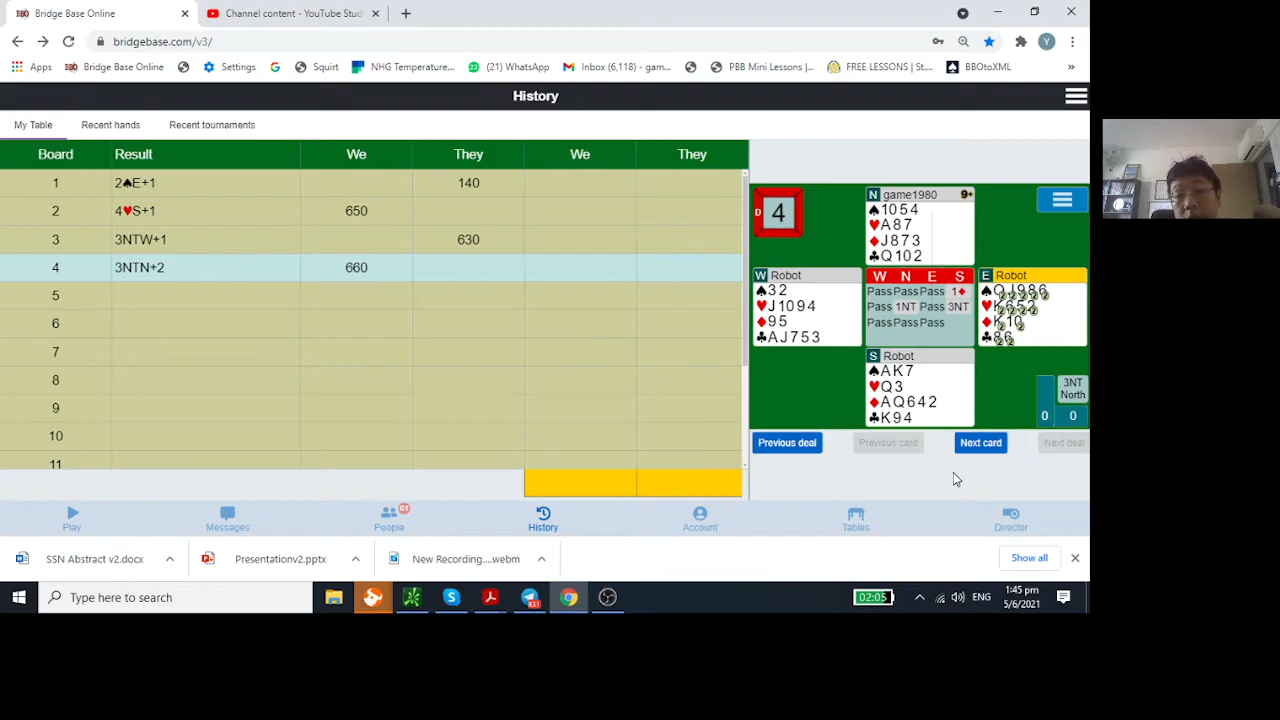 Bridge Base Online
Channel content - YouTube Stud
bridgebase.com/v3/
Y
Apps Bridge Base Online Settings Squirt NHG Temperature... (21) WhatsApp Inbox (6,118) - gam... PBB Mini Lessons |... FREE LESSONS | St... BBOtoXML »
History
My Table Recent hands Recent tournaments
Board Result We They We They
1 2♠E+1 140
2 4♥S+1 650
3 3NTW+1 630
4 3NTN+2 660
5
6
7
8
9
10
11
D 4
N game1980 9+
♠1054
♥A87
♦J873
♣Q102
W Robot
♠32
♥J1094
♦95
♣AJ753
W N E S
Pass Pass Pass 1♦
Pass 1NT Pass 3NT
Pass Pass Pass
E Robot
♠QJ986
♥K652
♦K10
♣86
S Robot
♠AK7
♥Q3
♦AQ642
♣K94
3NT
North
0 0
Previous deal Previous card Next card Next deal
61
Play Messages People History Account Tables Director
SSN Abstract v2.docx Presentationv2.pptx New Recording....webm Show all
Type here to search
02:05
ENG
1:45 pm
5/6/2021